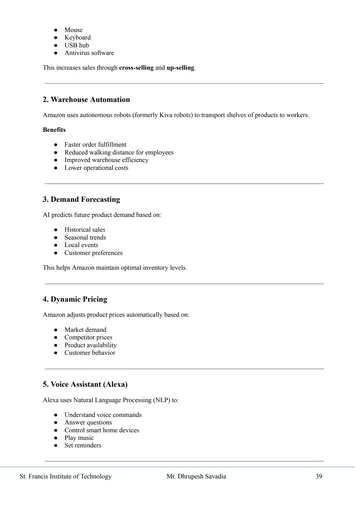 ● Mouse
● Keyboard
● USB hub
● Antivirus software
This increases sales through cross-selling and up-selling.
2. Warehouse Automation
Amazon uses autonomous robots (formerly Kiva robots) to transport shelves of products to workers.
Benefits
● Faster order fulfillment
● Reduced walking distance for employees
● Improved warehouse efficiency
● Lower operational costs
3. Demand Forecasting
AI predicts future product demand based on:
● Historical sales
● Seasonal trends
● Local events
● Customer preferences
This helps Amazon maintain optimal inventory levels.
4. Dynamic Pricing
Amazon adjusts product prices automatically based on:
● Market demand
● Competitor prices
● Product availability
● Customer behavior
5. Voice Assistant (Alexa)
Alexa uses Natural Language Processing (NLP) to:
● Understand voice commands
● Answer questions
● Control smart home devices
● Play music
● Set reminders
St. Francis Institute of Technology Mr. Dhrupesh Savadia 39